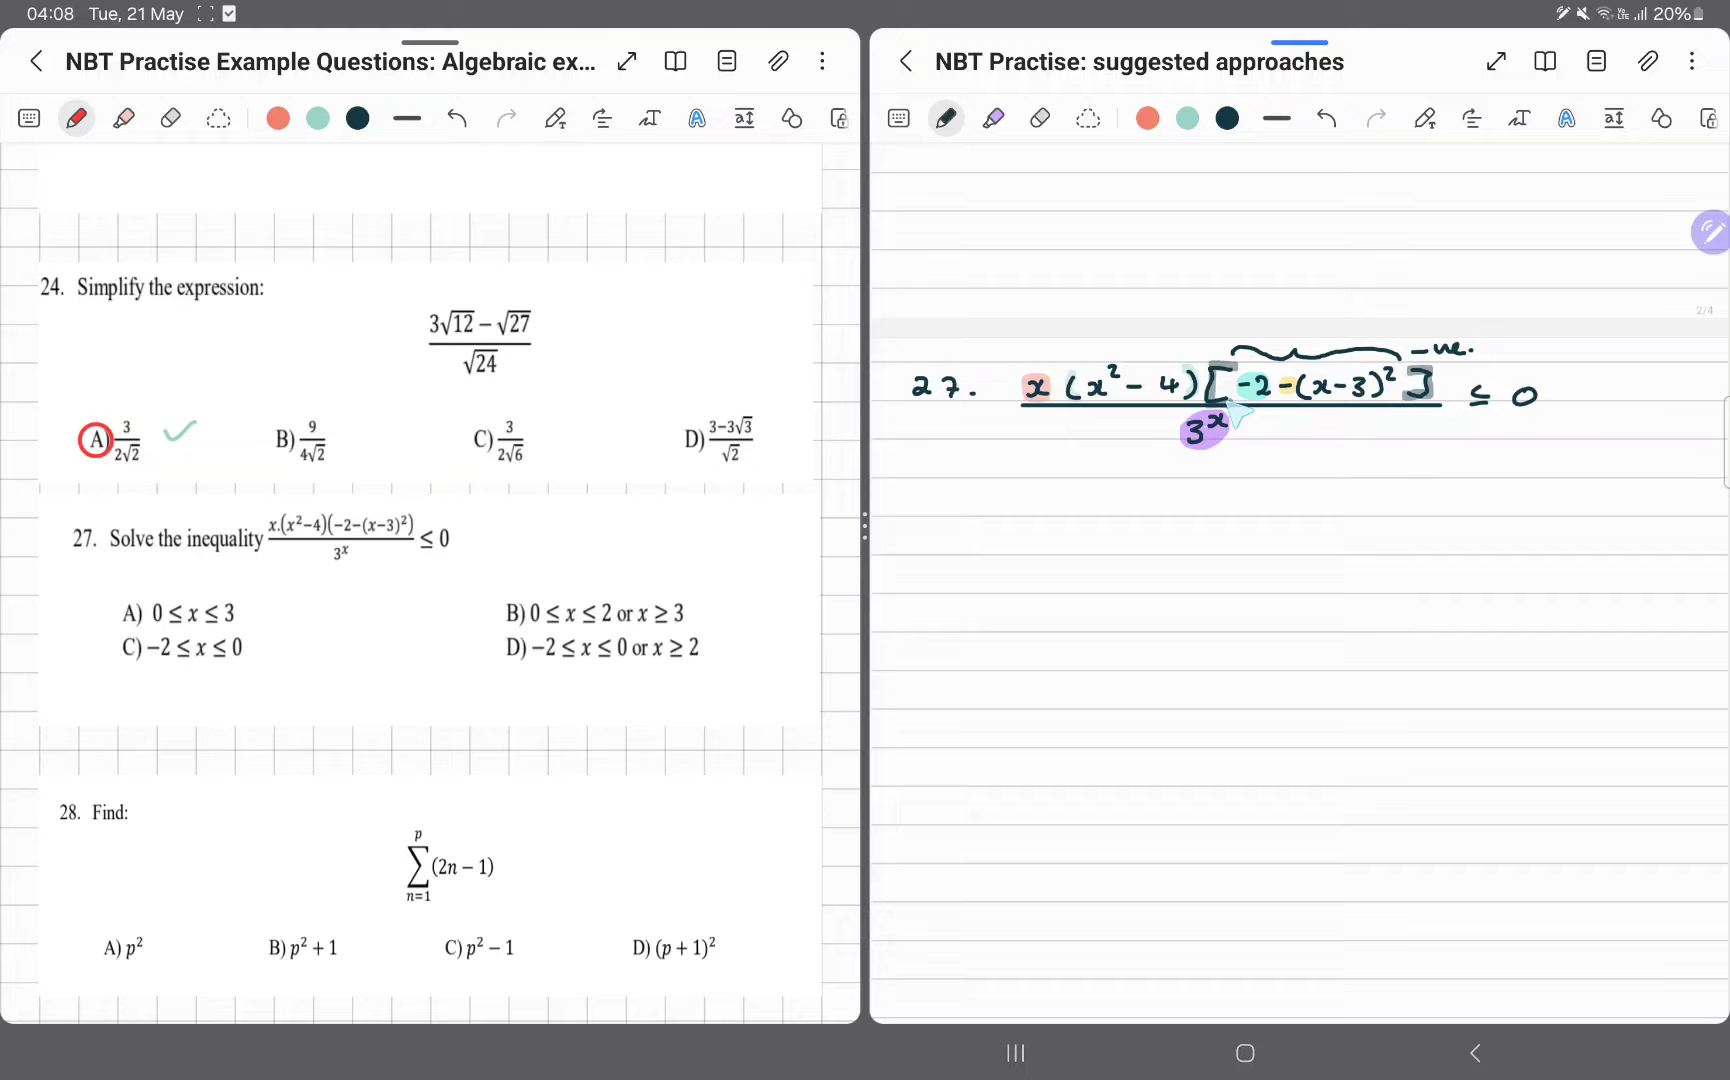 04:08 Tue, 21 May
20%
NBT Practise Example Questions: Algebraic ex...
24. Simplify the expression:
3√12 − √27
√24
A) 3/2√2 ✓
B) 9/4√2
C) 3/2√6
D) 3−3√3/√2
27. Solve the inequality x.(x²−4)(−2−(x−3)²)/3ˣ ≤ 0
A) 0 ≤ x ≤ 3
B) 0 ≤ x ≤ 2 or x ≥ 3
C) −2 ≤ x ≤ 0
D) −2 ≤ x ≤ 0 or x ≥ 2
28. Find:
p
∑(2n − 1)
n=1
A) p²
B) p² + 1
C) p² − 1
D) (p + 1)²
NBT Practise: suggested approaches
2/4
−ve.
27. x(x²−4)[−2−(x−3)²] ≤ 0
3ˣ